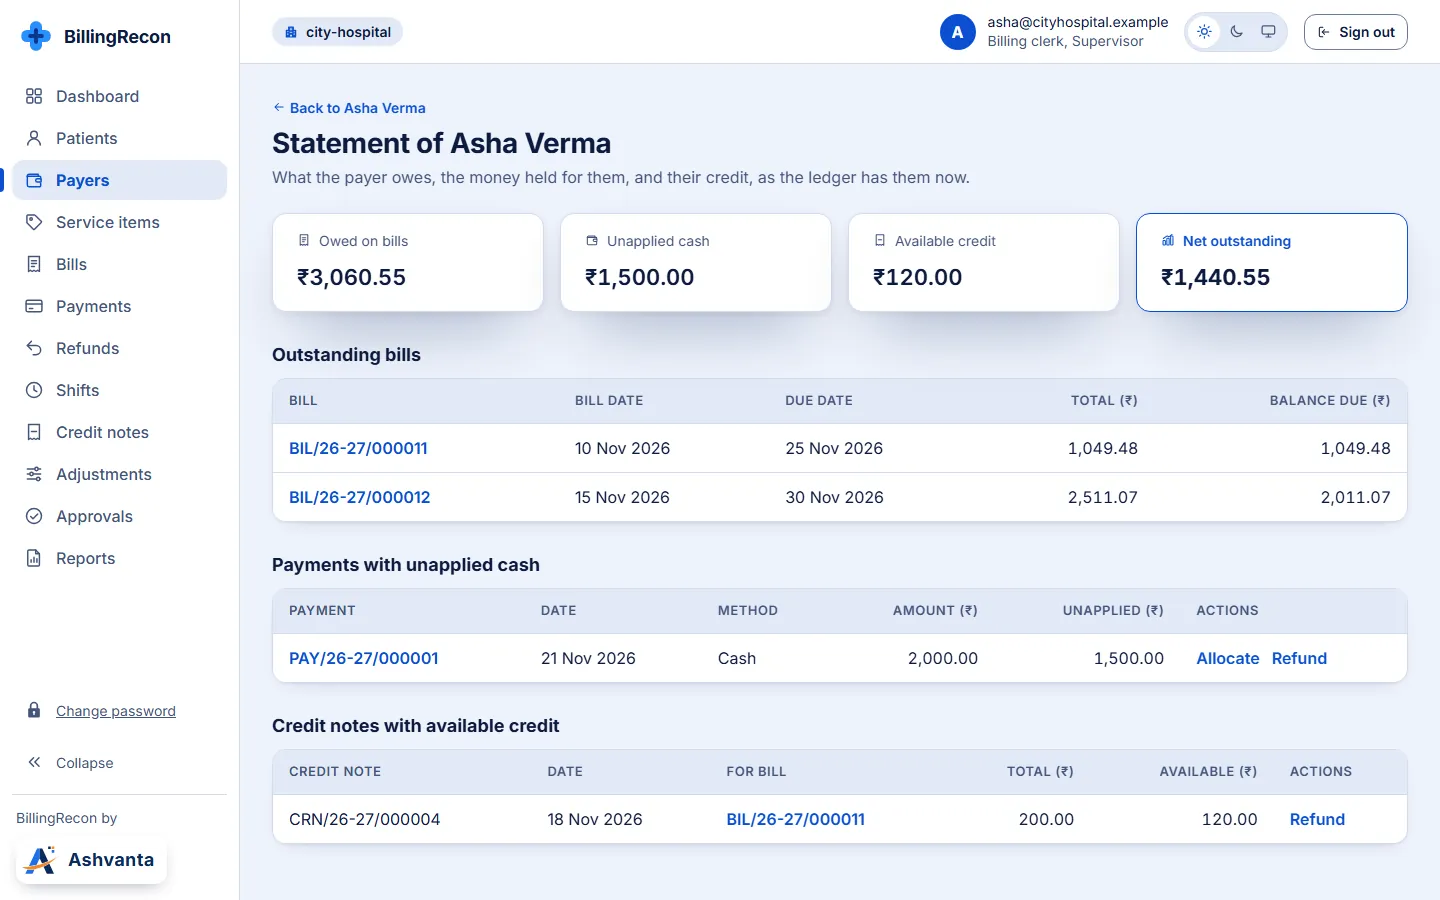 BillingRecon
city-hospital
A
asha@cityhospital.example
Billing clerk, Supervisor
Sign out
Dashboard
Patients
Payers
Service items
Bills
Payments
Refunds
Shifts
Credit notes
Adjustments
Approvals
Reports
Change password
Collapse
BillingRecon by
Ashvanta
← Back to Asha Verma
Statement of Asha Verma
What the payer owes, the money held for them, and their credit, as the ledger has them now.
Owed on bills
₹3,060.55
Unapplied cash
₹1,500.00
Available credit
₹120.00
Net outstanding
₹1,440.55
Outstanding bills
BILL BILL DATE DUE DATE TOTAL (₹) BALANCE DUE (₹)
BIL/26-27/000011 10 Nov 2026 25 Nov 2026 1,049.48 1,049.48
BIL/26-27/000012 15 Nov 2026 30 Nov 2026 2,511.07 2,011.07
Payments with unapplied cash
PAYMENT DATE METHOD AMOUNT (₹) UNAPPLIED (₹) ACTIONS
PAY/26-27/000001 21 Nov 2026 Cash 2,000.00 1,500.00 Allocate Refund
Credit notes with available credit
CREDIT NOTE DATE FOR BILL TOTAL (₹) AVAILABLE (₹) ACTIONS
CRN/26-27/000004 18 Nov 2026 BIL/26-27/000011 200.00 120.00 Refund